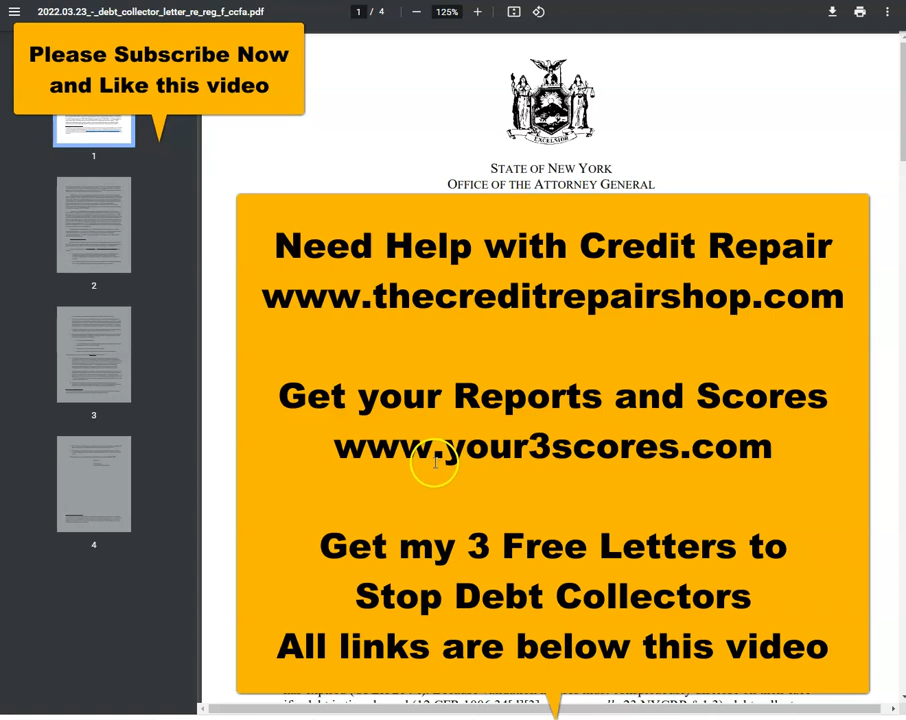 2022.03.23_-_debt_collector_letter_re_reg_f_ccfa.pdf
1 / 4
125%
Please Subscribe Now
and Like this video
1
2
3
4
EXCELSIOR
STATE OF NEW YORK
OFFICE OF THE ATTORNEY GENERAL
Need Help with Credit Repair
www.thecreditrepairshop.com
Get your Reports and Scores
www.your3scores.com
Get my 3 Free Letters to
Stop Debt Collectors
All links are below this video